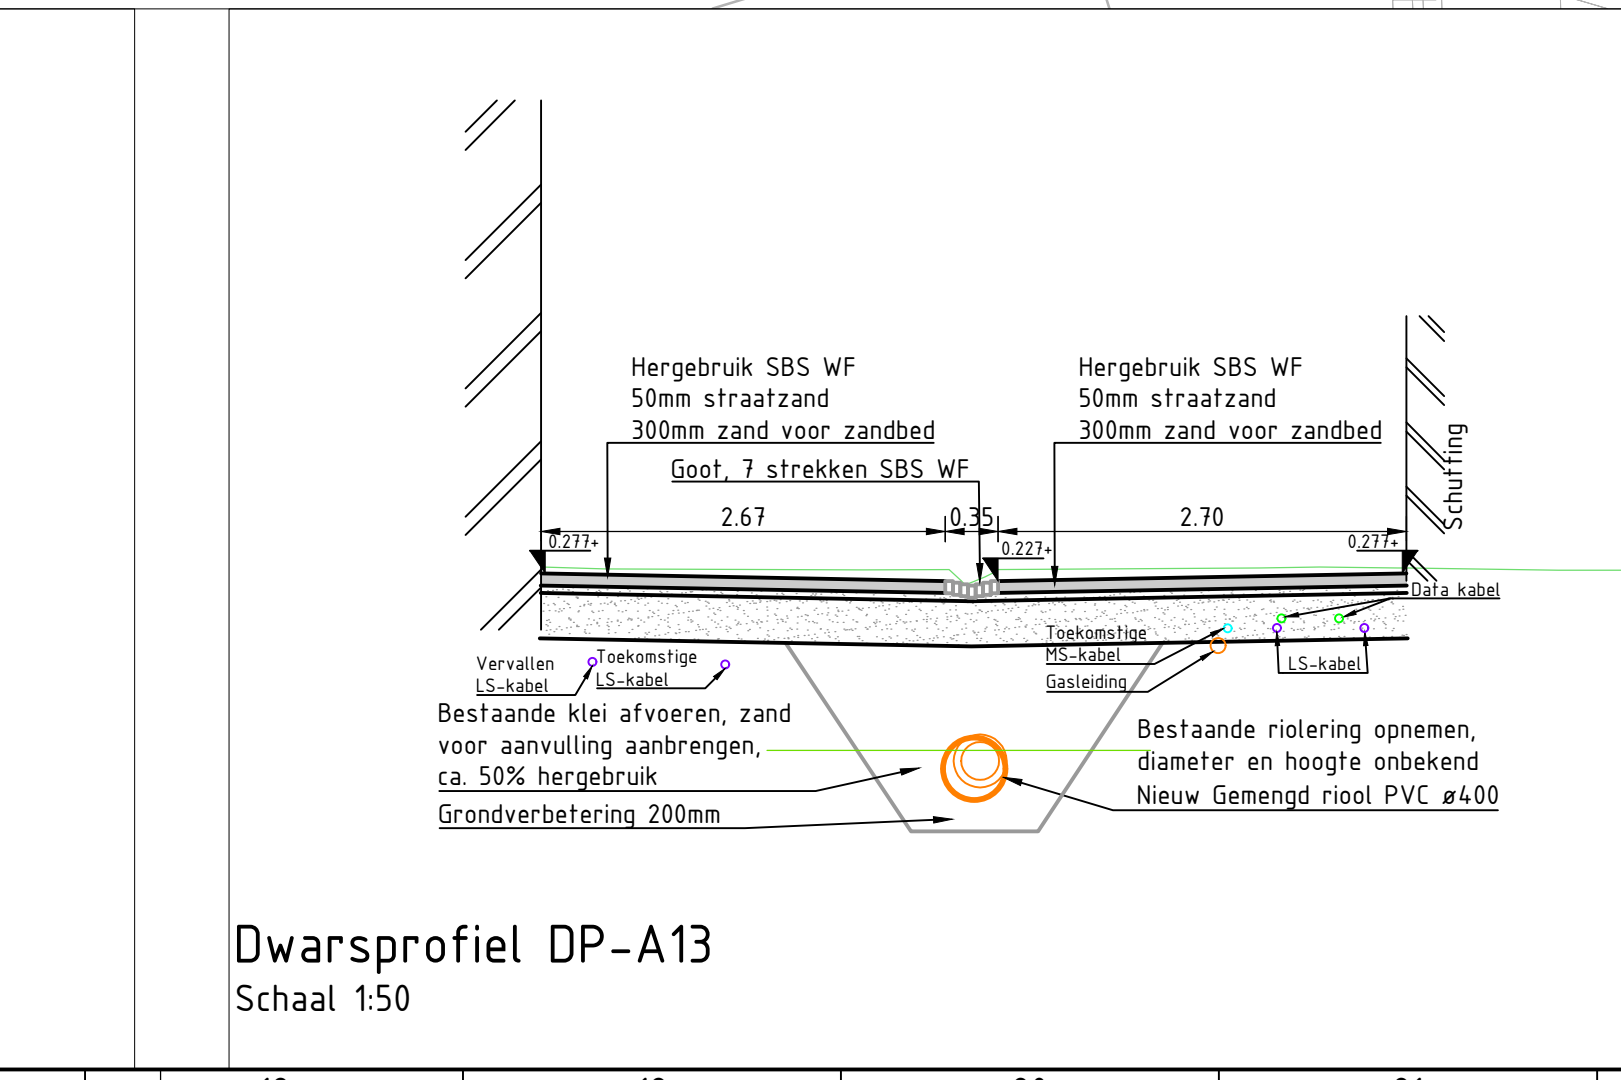 Hergebruik SBS WF
50mm straatzand
300mm zand voor zandbed
Hergebruik SBS WF
50mm straatzand
300mm zand voor zandbed
Goot, 7 strekken SBS WF
Schutting
2.67
0.35
2.70
0.277+
0.227+
0.277+
Data kabel
Toekomstige
MS-kabel
Gasleiding
LS-kabel
Vervallen
LS-kabel
Toekomstige
LS-kabel
Bestaande klei afvoeren, zand
voor aanvulling aanbrengen,
ca. 50% hergebruik
Grondverbetering 200mm
Bestaande riolering opnemen,
diameter en hoogte onbekend
Nieuw Gemengd riool PVC ø400
Dwarsprofiel DP-A13
Schaal 1:50